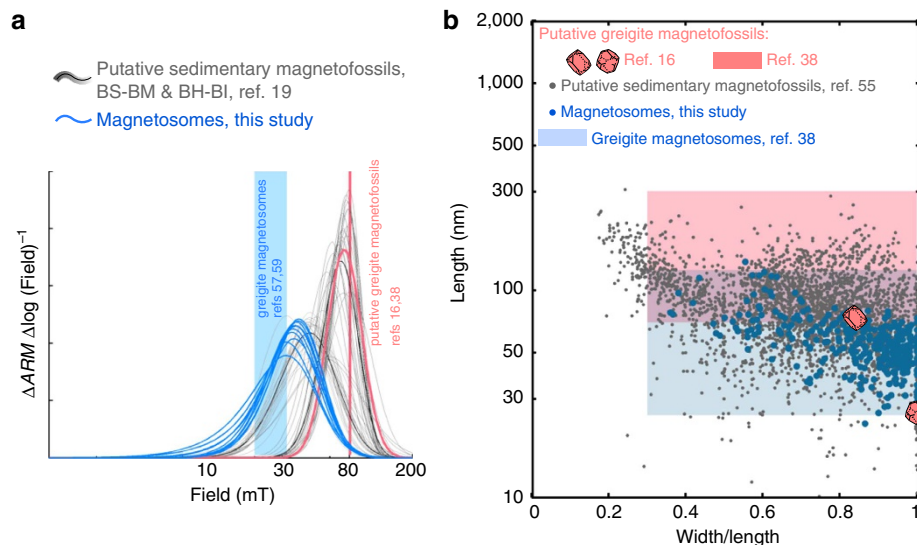 a
Putative sedimentary magnetofossils,
BS-BM & BH-BI, ref. 19
Magnetosomes, this study
greigite magnetosomes
refs 57,59
putative greigite magnetofossils
refs 16,38
ΔARM Δlog (Field)⁻¹
10
30
80
200
Field (mT)
b
Putative greigite magnetofossils:
Ref. 16
Ref. 38
Putative sedimentary magnetofossils, ref. 55
Magnetosomes, this study
Greigite magnetosomes, ref. 38
2,000
1,000
500
300
100
50
30
10
Length (nm)
0
0.2
0.4
0.6
0.8
1
Width/length